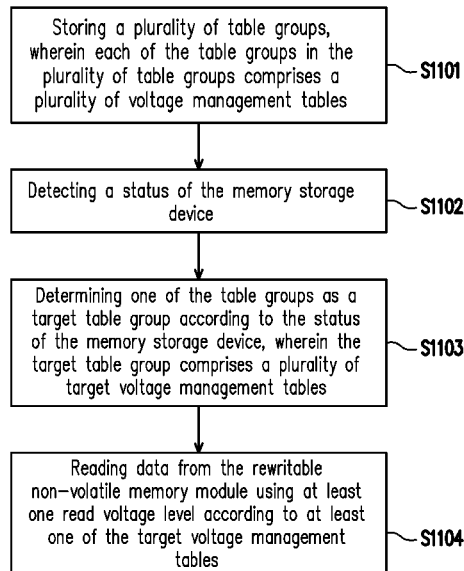 Storing a plurality of table groups,
wherein each of the table groups in
the plurality of table groups comprises a
plurality of voltage management tables
S1101
Detecting a status of the memory storage
device
S1102
Determining one of the table groups as a
target table group according to the status
of the memory storage device, wherein the
target table group comprises a plurality of
target voltage management tables
S1103
Reading data from the rewritable
non-volatile memory module using at least
one read voltage level according to at least
one of the target voltage management
tables
S1104